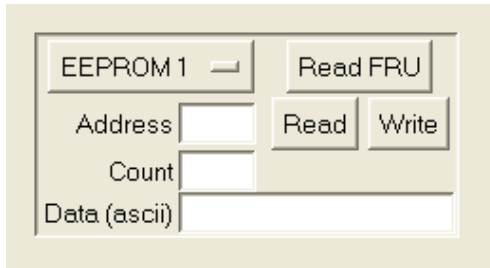 EEPROM 1 Read FRU
Address Read Write
Count
Data (ascii)